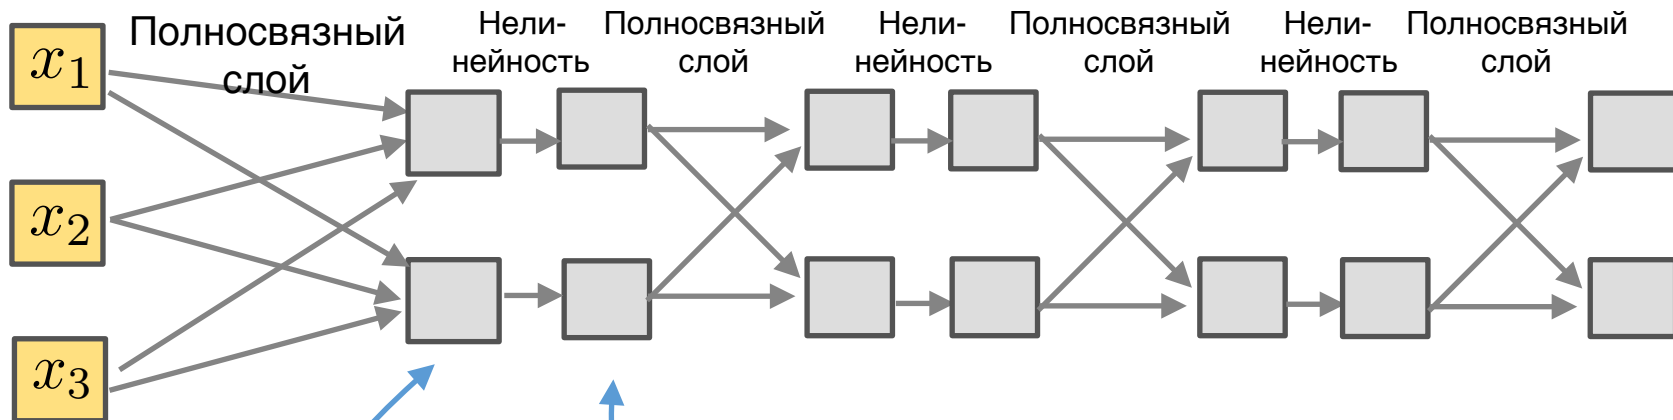 x1
Полносвязный
слой
Нели-
нейность
Полносвязный
слой
Нели-
нейность
Полносвязный
слой
Нели-
нейность
Полносвязный
слой
x2
x3